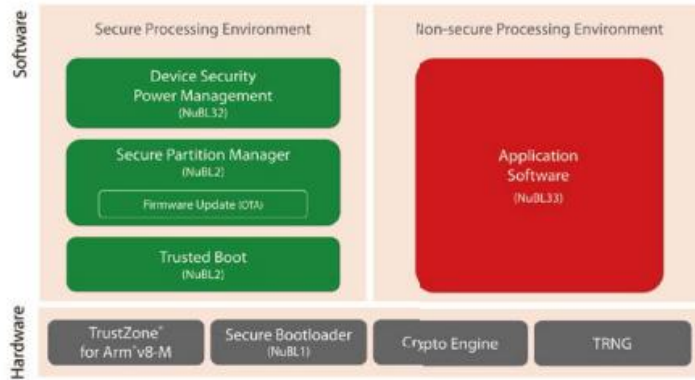 Software
Secure Processing Environment
Device Security
Power Management
(NuBL32)
Secure Partition Manager
(NuBL2)
Firmware Update (OTA)
Trusted Boot
(NuBL2)
Non-secure Processing Environment
Application
Software
(NuBL33)
Hardware
TrustZone®
for Arm®v8-M
Secure Bootloader
(NuBL1)
Crypto Engine
TRNG